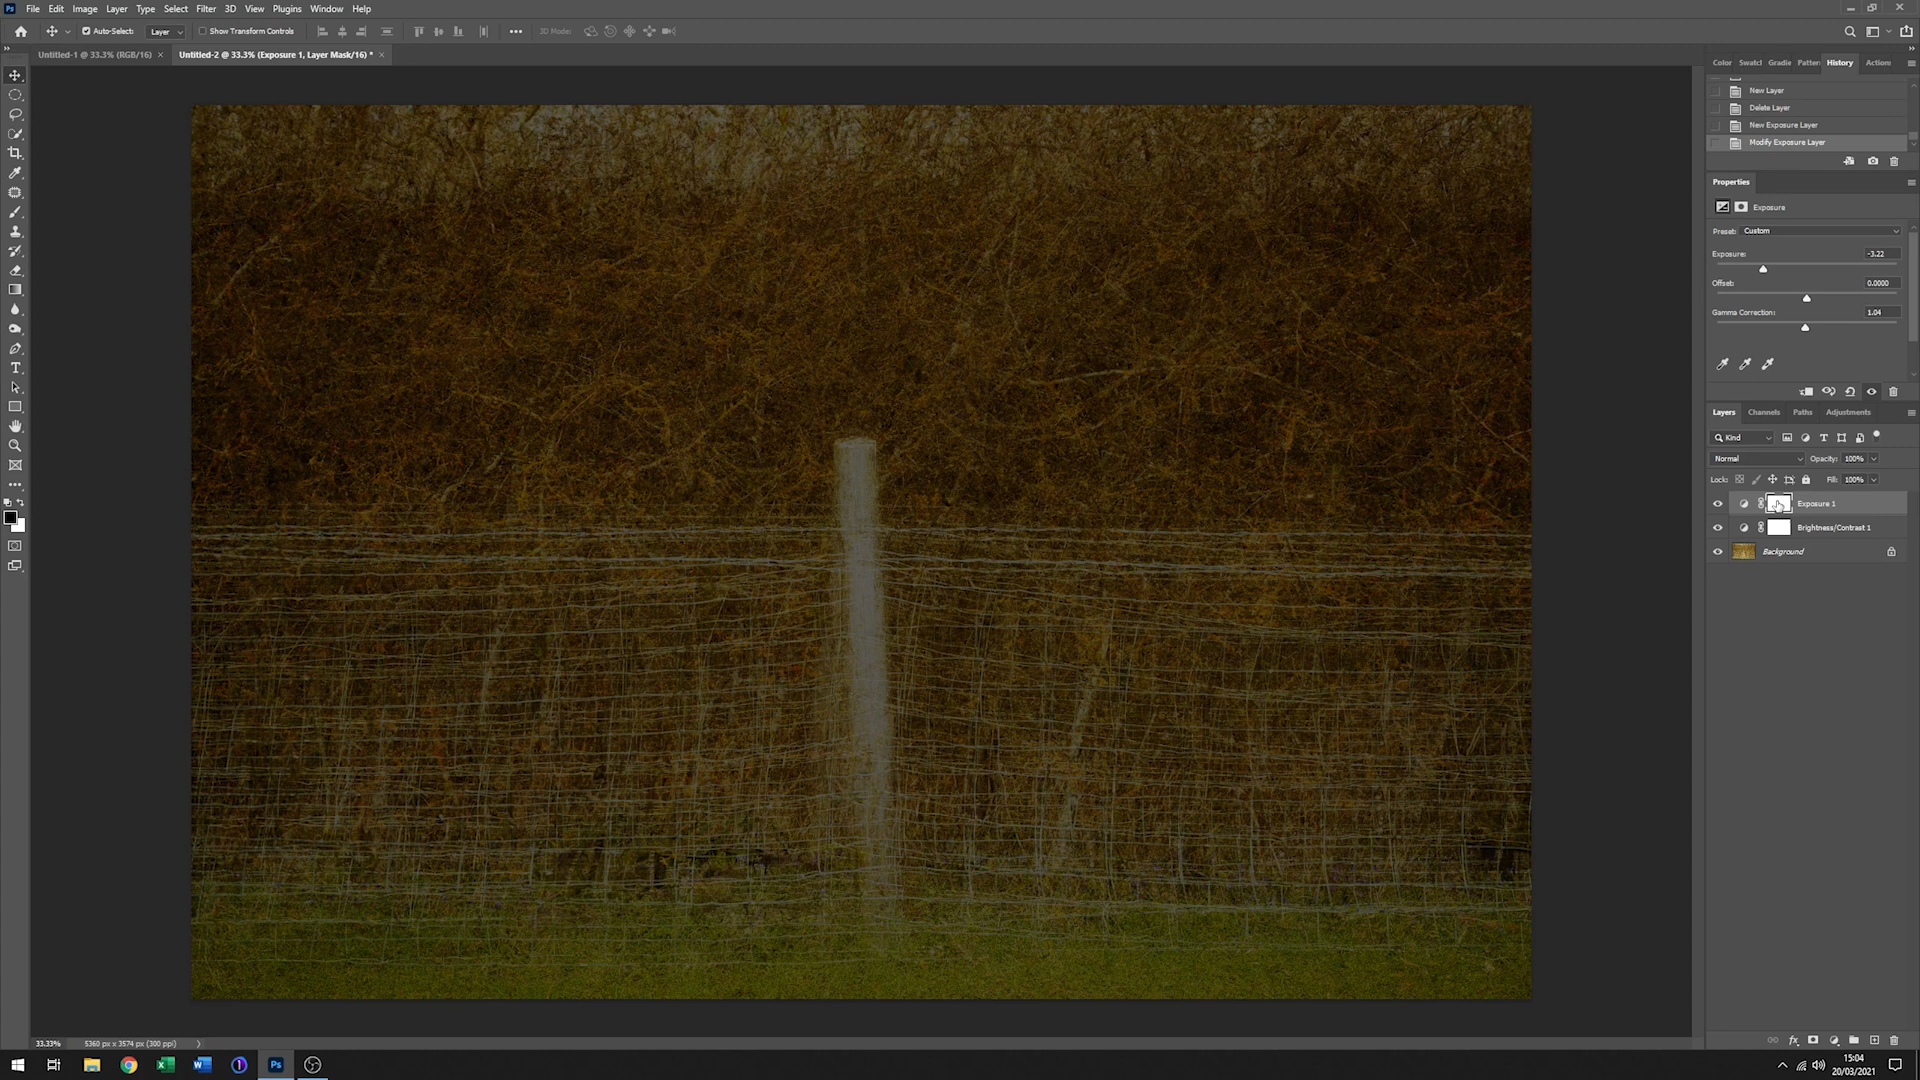 Ps File Edit Image Layer Type Select Filter 3D View Plugins Window Help
Auto-Select: Layer Show Transform Controls 3D Mode:
Untitled-1 @ 33.3% (RGB/16) × Untitled-2 @ 33.3% (Exposure 1, Layer Mask/16) * ×
Color Swatcl Gradie Patter History Action
New Layer
Delete Layer
New Exposure Layer
Modify Exposure Layer
Properties
Exposure
Preset: Custom
Exposure: -3.22
Offset: 0.0000
Gamma Correction: 1.04
Layers Channels Paths Adjustments
Kind
Normal Opacity: 100%
Lock: Fill: 100%
Exposure 1
Brightness/Contrast 1
Background
33.33% 5360 px x 3574 px (300 ppi)
15:04
20/03/2021